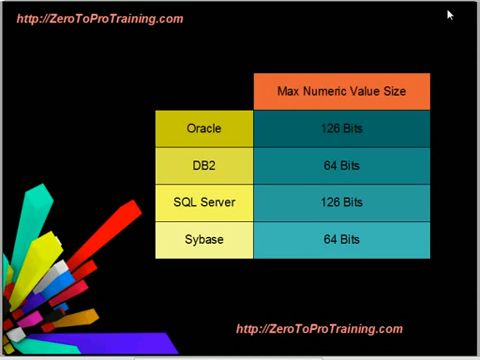 http://ZeroToProTraining.com
Max Numeric Value Size
Oracle 126 Bits
DB2 64 Bits
SQL Server 126 Bits
Sybase 64 Bits
http://ZeroToProTraining.com